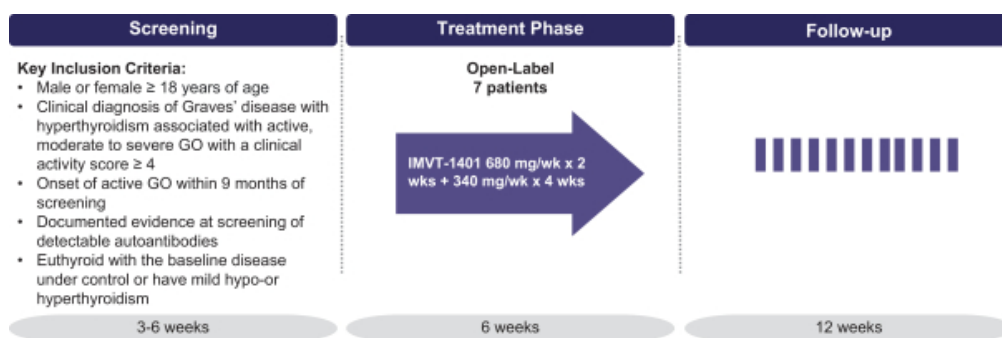 Screening
Treatment Phase
Follow-up
Key Inclusion Criteria:
• Male or female ≥ 18 years of age
• Clinical diagnosis of Graves' disease with
hyperthyroidism associated with active,
moderate to severe GO with a clinical
activity score ≥ 4
• Onset of active GO within 9 months of
screening
• Documented evidence at screening of
detectable autoantibodies
• Euthyroid with the baseline disease
under control or have mild hypo-or
hyperthyroidism
Open-Label
7 patients
IMVT-1401 680 mg/wk x 2
wks + 340 mg/wk x 4 wks
3-6 weeks
6 weeks
12 weeks